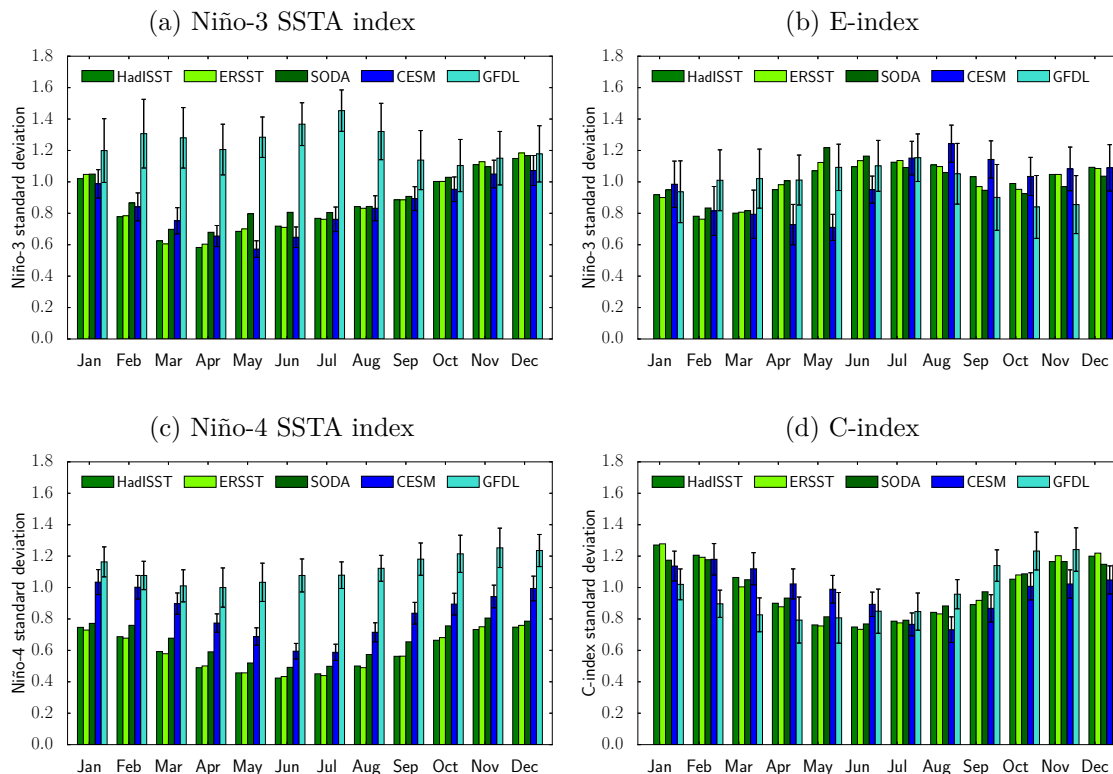 (a) Niño-3 SSTA index
1.8
1.6
1.4
1.2
1.0
0.8
0.6
0.4
0.2
0.0
Niño-3 standard deviation
HadISST ERSST SODA CESM GFDL
Jan Feb Mar Apr May Jun Jul Aug Sep Oct Nov Dec
(b) E-index
1.8
1.6
1.4
1.2
1.0
0.8
0.6
0.4
0.2
0.0
Niño-3 standard deviation
HadISST ERSST SODA CESM GFDL
Jan Feb Mar Apr May Jun Jul Aug Sep Oct Nov Dec
(c) Niño-4 SSTA index
1.8
1.6
1.4
1.2
1.0
0.8
0.6
0.4
0.2
0.0
Niño-4 standard deviation
HadISST ERSST SODA CESM GFDL
Jan Feb Mar Apr May Jun Jul Aug Sep Oct Nov Dec
(d) C-index
1.8
1.6
1.4
1.2
1.0
0.8
0.6
0.4
0.2
0.0
C-index standard deviation
HadISST ERSST SODA CESM GFDL
Jan Feb Mar Apr May Jun Jul Aug Sep Oct Nov Dec